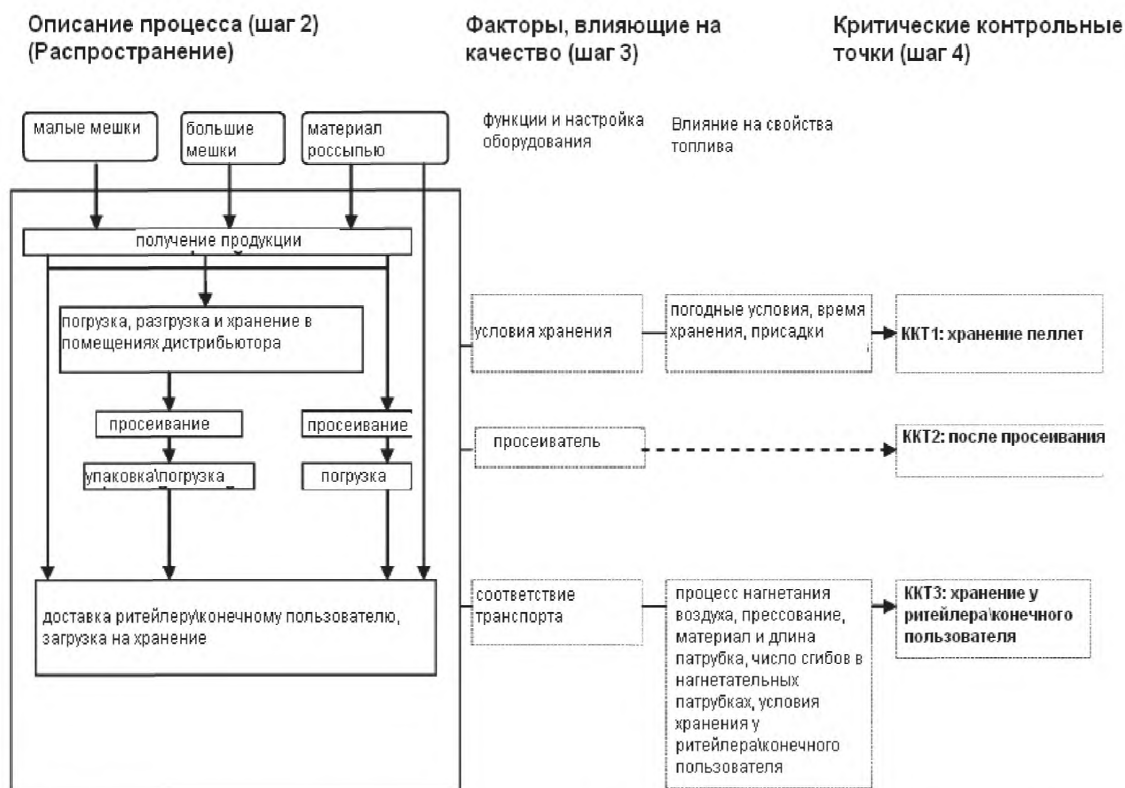 Описание процесса (шаг 2)
(Распространение)
Факторы, влияющие на
качество (шаг 3)
Критические контрольные
точки (шаг 4)
малые мешки
большие
мешки
материал
россыпью
функции и настройка
оборудования
Влияние на свойства
топлива
получение продукции
погрузка, разгрузка и хранение в
помещениях дистрибьютора
условия хранения
погодные условия, время
хранения, присадки
ККТ1: хранение пеллет
просеивание
просеивание
просеиватель
ККТ2: после просеивания
упаковка\погрузка
погрузка
доставка ритейлеру\конечному пользователю,
загрузка на хранение
соответствие
транспорта
процесс нагнетания
воздуха, прессование,
материал и длина
патрубка, число сгибов в
нагнетательных
патрубках, условия
хранения у
ритейлера\конечного
пользователя
ККТ3: хранение у
ритейлера\конечного
пользователя